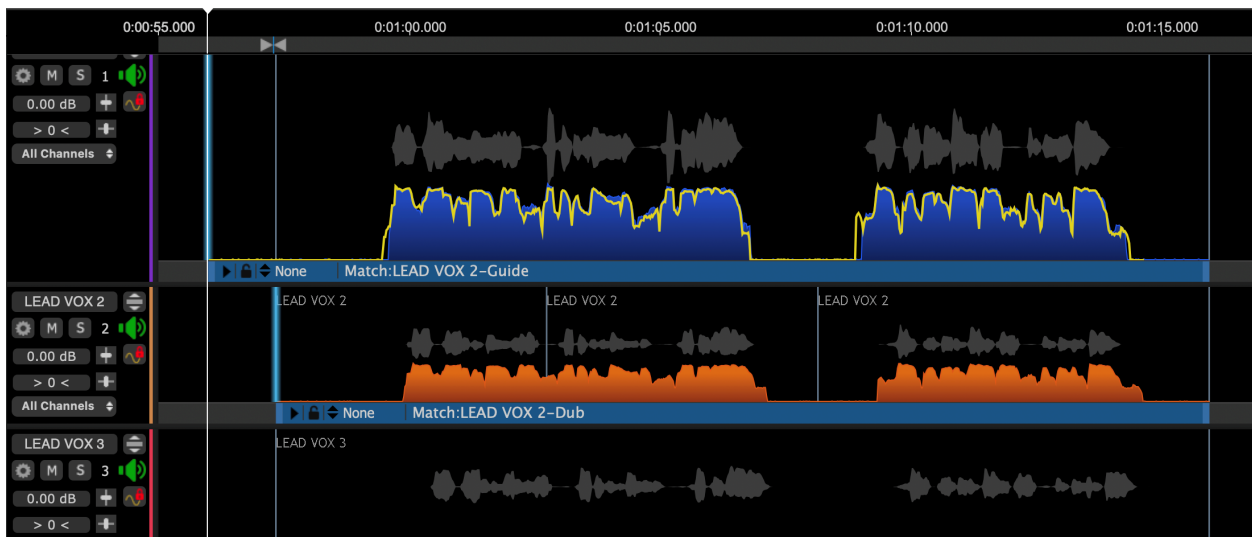 0:00:55.000 0:01:00.000 0:01:05.000 0:01:10.000 0:01:15.000
M S 1
0.00 dB
> 0 <
All Channels
None Match:LEAD VOX 2-Guide
LEAD VOX 2 LEAD VOX 2 LEAD VOX 2 LEAD VOX 2
M S 2
0.00 dB
> 0 <
All Channels
None Match:LEAD VOX 2-Dub
LEAD VOX 3 LEAD VOX 3
M S 3
0.00 dB
> 0 <